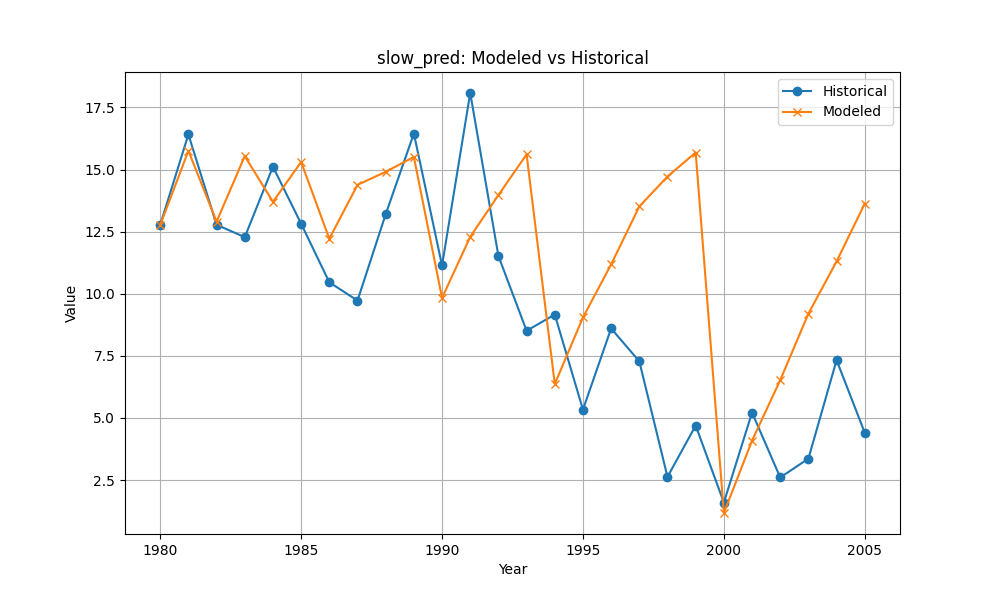 slow_pred: Modeled vs Historical
Historical
Modeled
Value
17.5
15.0
12.5
10.0
7.5
5.0
2.5
1980
1985
1990
1995
2000
2005
Year